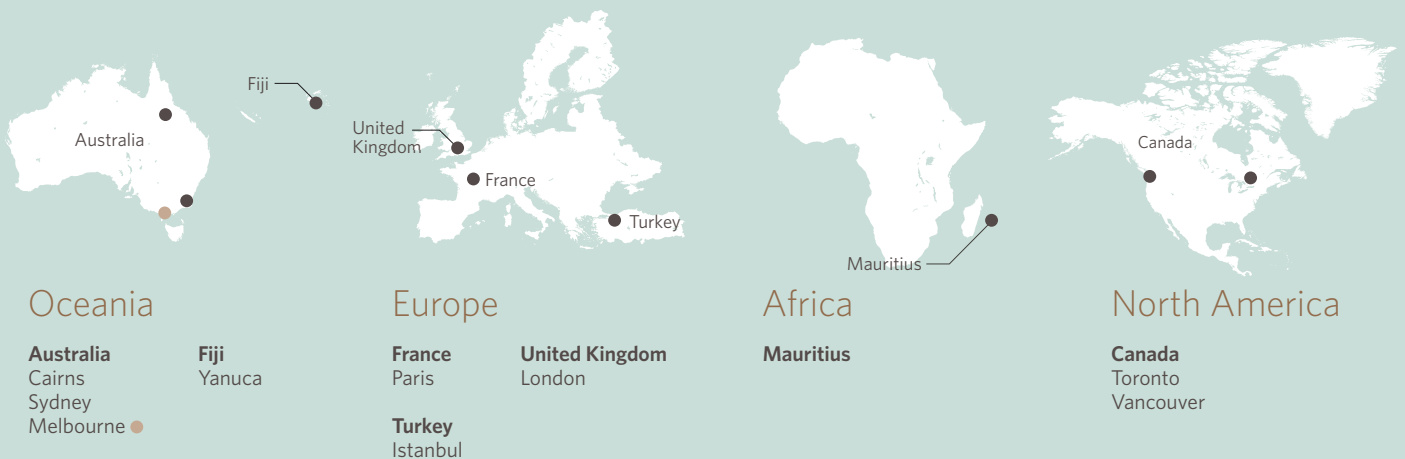 Fiji
Australia
United
Kingdom
France
Turkey
Mauritius
Canada
Oceania
Australia
Cairns
Sydney
Melbourne
Fiji
Yanuca
Europe
France
Paris
United Kingdom
London
Turkey
Istanbul
Africa
Mauritius
North America
Canada
Toronto
Vancouver